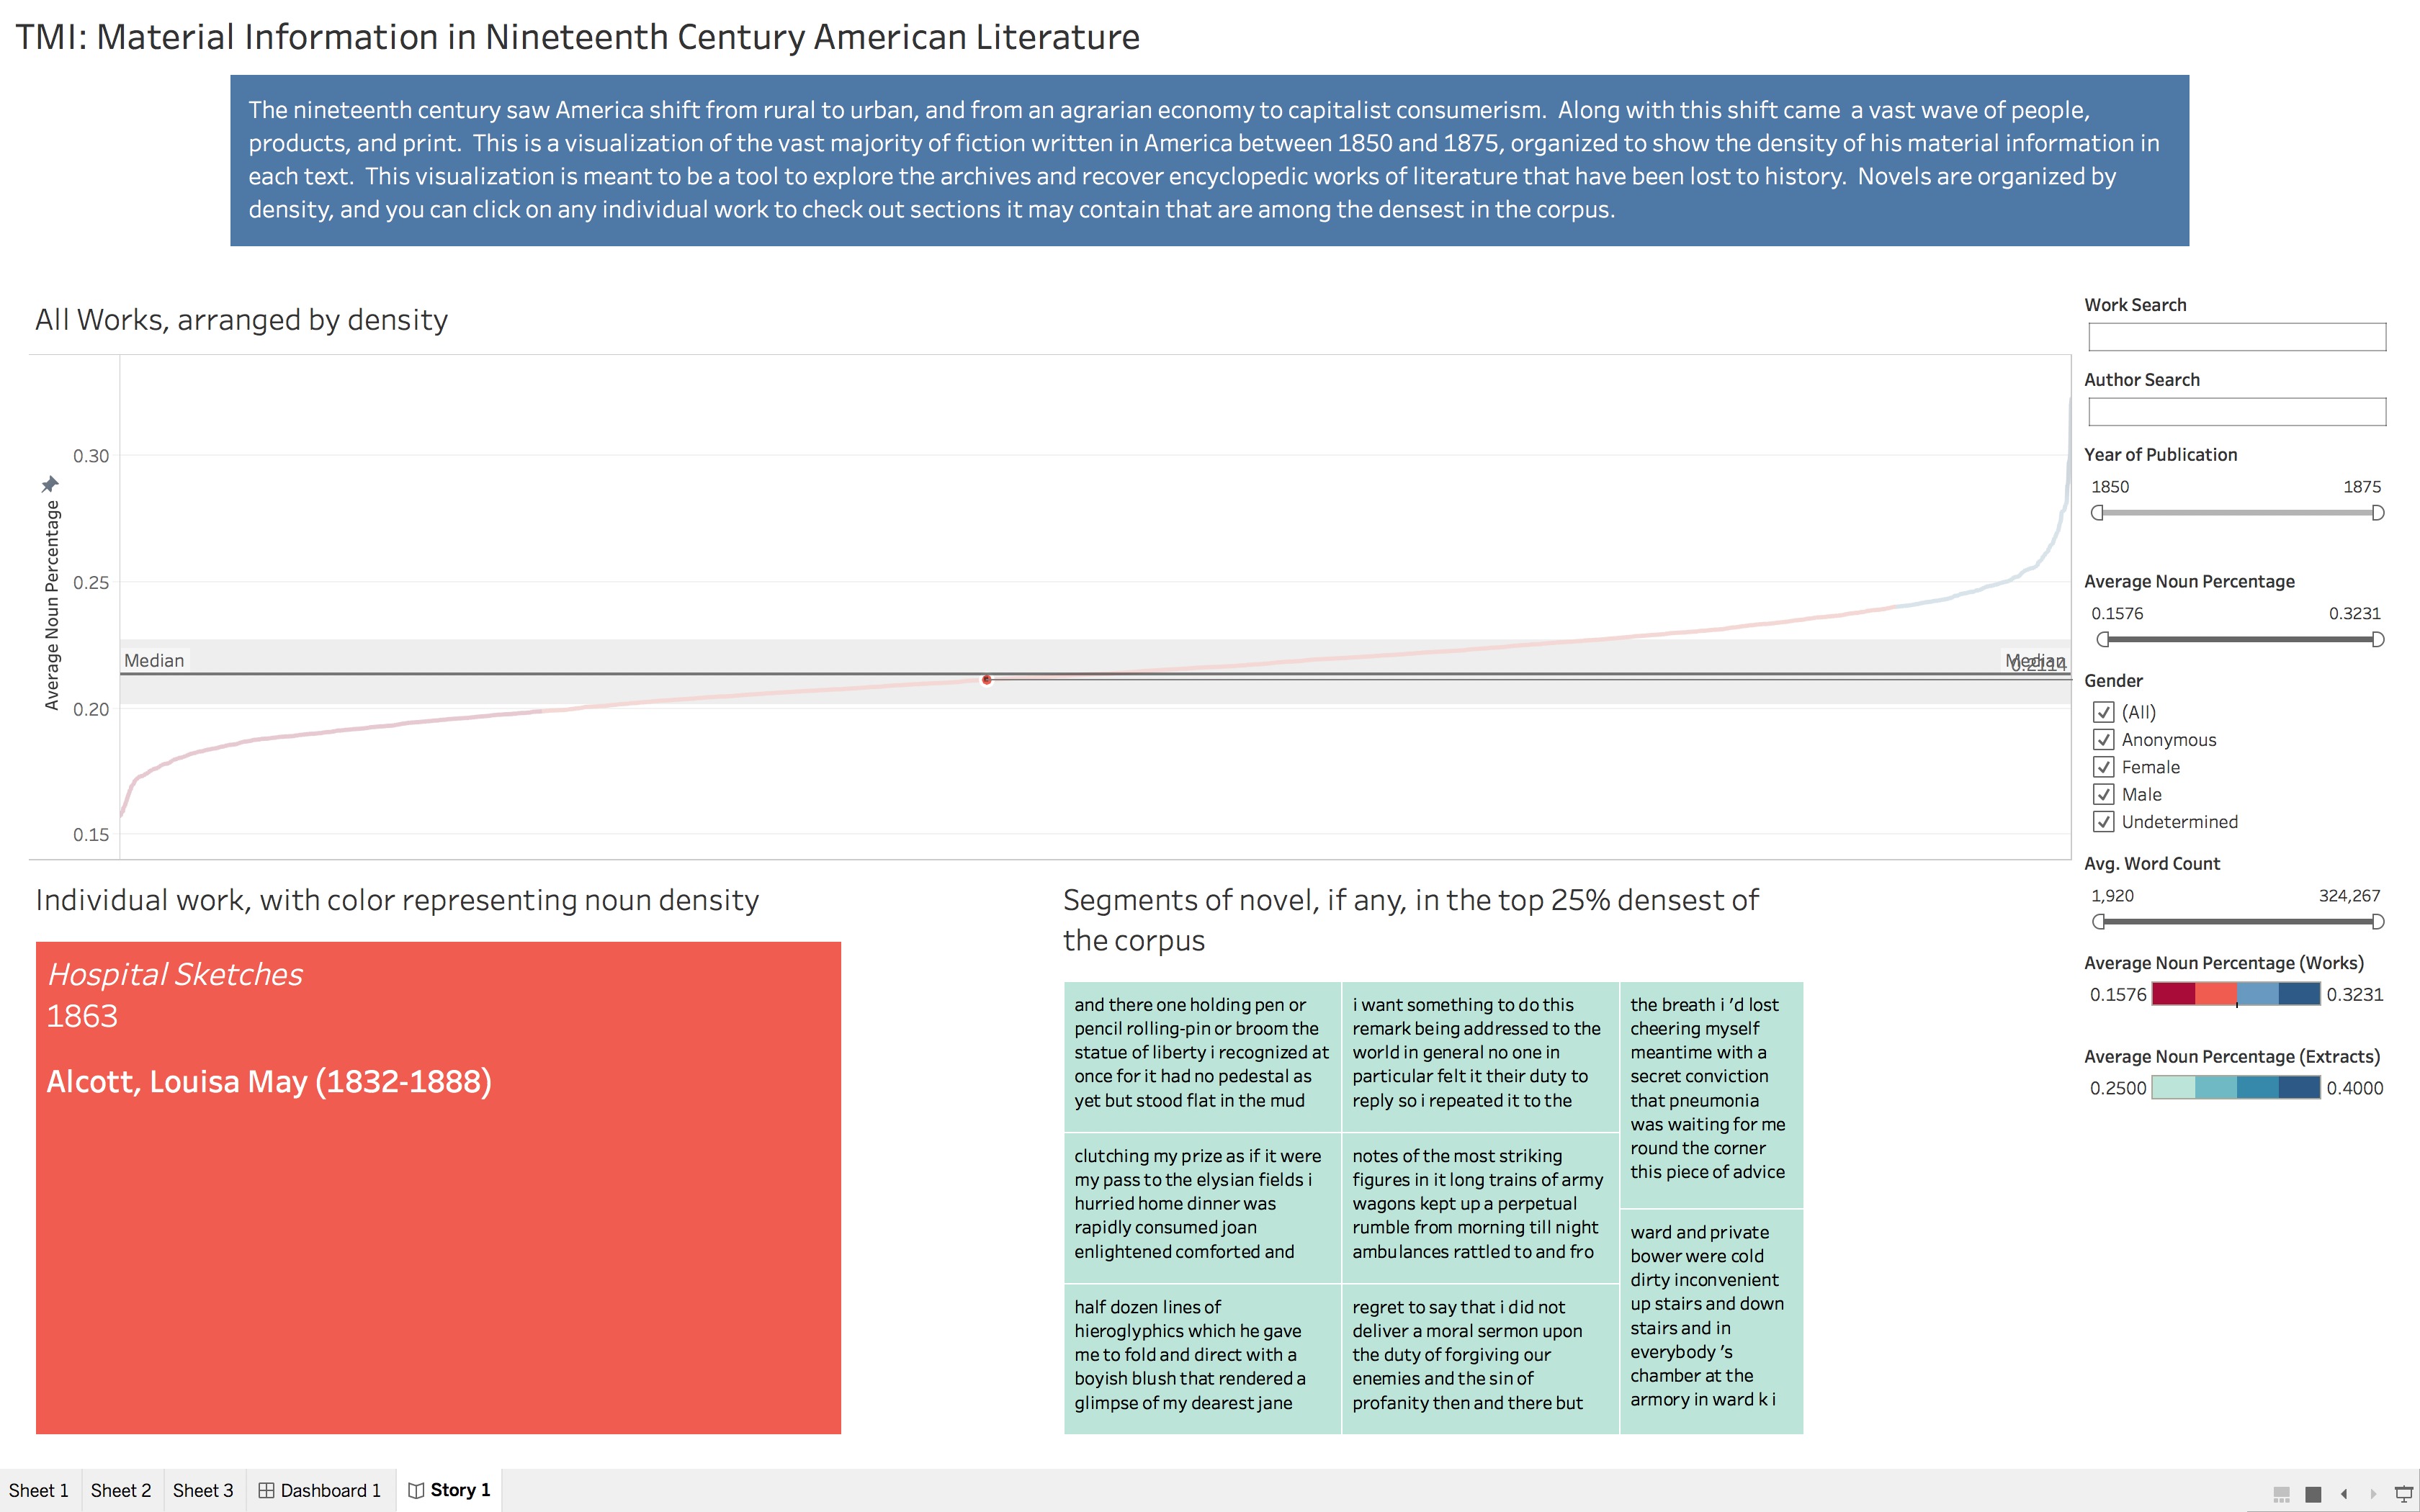 TMI: Material Information in Nineteenth Century American Literature
The nineteenth century saw America shift from rural to urban, and from an agrarian economy to capitalist consumerism.  Along with this shift came  a vast wave of people,
products, and print.  This is a visualization of the vast majority of fiction written in America between 1850 and 1875, organized to show the density of his material information in
each text.  This visualization is meant to be a tool to explore the archives and recover encyclopedic works of literature that have been lost to history.  Novels are organized by
density, and you can click on any individual work to check out sections it may contain that are among the densest in the corpus.
All Works, arranged by density
Average Noun Percentage
0.30
0.25
0.20
0.15
Median
Median
0.2114
Work Search
Author Search
Year of Publication
1850 1875
Average Noun Percentage
0.1576 0.3231
Gender
(All)
Anonymous
Female
Male
Undetermined
Avg. Word Count
1,920 324,267
Average Noun Percentage (Works)
0.1576 0.3231
Average Noun Percentage (Extracts)
0.2500 0.4000
Individual work, with color representing noun density
Hospital Sketches
1863
Alcott, Louisa May (1832-1888)
Segments of novel, if any, in the top 25% densest of
the corpus
and there one holding pen or
pencil rolling-pin or broom the
statue of liberty i recognized at
once for it had no pedestal as
yet but stood flat in the mud
clutching my prize as if it were
my pass to the elysian fields i
hurried home dinner was
rapidly consumed joan
enlightened comforted and
half dozen lines of
hieroglyphics which he gave
me to fold and direct with a
boyish blush that rendered a
glimpse of my dearest jane
i want something to do this
remark being addressed to the
world in general no one in
particular felt it their duty to
reply so i repeated it to the
notes of the most striking
figures in it long trains of army
wagons kept up a perpetual
rumble from morning till night
ambulances rattled to and fro
regret to say that i did not
deliver a moral sermon upon
the duty of forgiving our
enemies and the sin of
profanity then and there but
the breath i 'd lost
cheering myself
meantime with a
secret conviction
that pneumonia
was waiting for me
round the corner
this piece of advice
ward and private
bower were cold
dirty inconvenient
up stairs and down
stairs and in
everybody 's
chamber at the
armory in ward k i
Sheet 1
Sheet 2
Sheet 3
Dashboard 1
Story 1